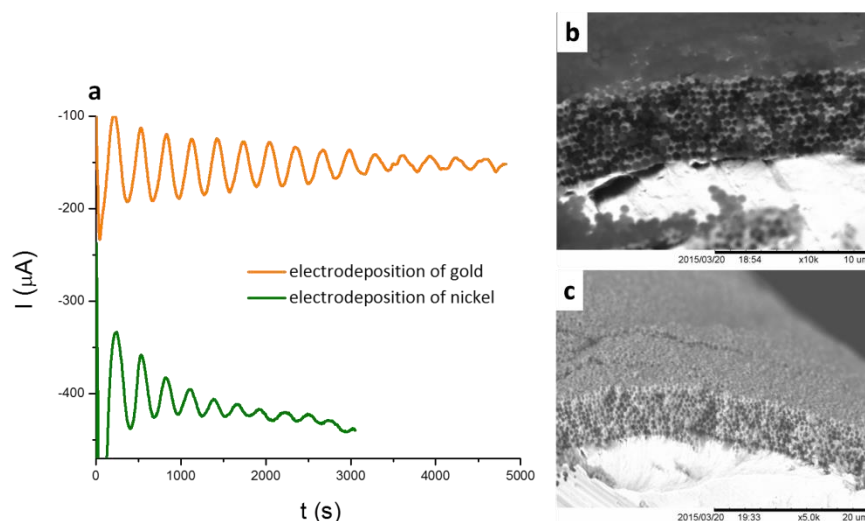 a
-100
-200
-300
-400
I (μA)
electrodeposition of gold
electrodeposition of nickel
0
1000
2000
3000
4000
5000
t (s)
b
2015/03/20
18:54
x10k
10 um
c
2015/03/20
19:33
x5.0k
20 um